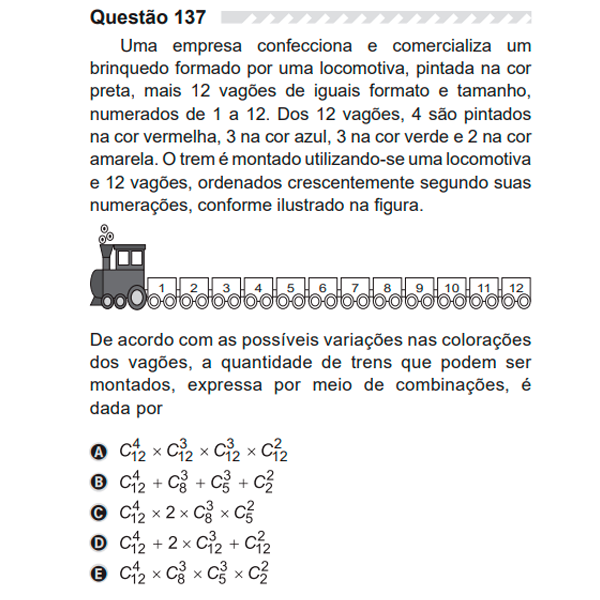 Questão 137
Uma empresa confecciona e comercializa um
brinquedo formado por uma locomotiva, pintada na cor
preta, mais 12 vagões de iguais formato e tamanho,
numerados de 1 a 12. Dos 12 vagões, 4 são pintados
na cor vermelha, 3 na cor azul, 3 na cor verde e 2 na cor
amarela. O trem é montado utilizando-se uma locomotiva
e 12 vagões, ordenados crescentemente segundo suas
numerações, conforme ilustrado na figura.
1 2 3 4 5 6 7 8 9 10 11 12
De acordo com as possíveis variações nas colorações
dos vagões, a quantidade de trens que podem ser
montados, expressa por meio de combinações, é
dada por
A $C_{12}^{4} \times C_{12}^{3} \times C_{12}^{3} \times C_{12}^{2}$
B $C_{12}^{4} + C_{8}^{3} + C_{5}^{3} + C_{2}^{2}$
C $C_{12}^{4} \times 2 \times C_{8}^{3} \times C_{5}^{2}$
D $C_{12}^{4} + 2 \times C_{12}^{3} + C_{12}^{2}$
E $C_{12}^{4} \times C_{8}^{3} \times C_{5}^{3} \times C_{2}^{2}$